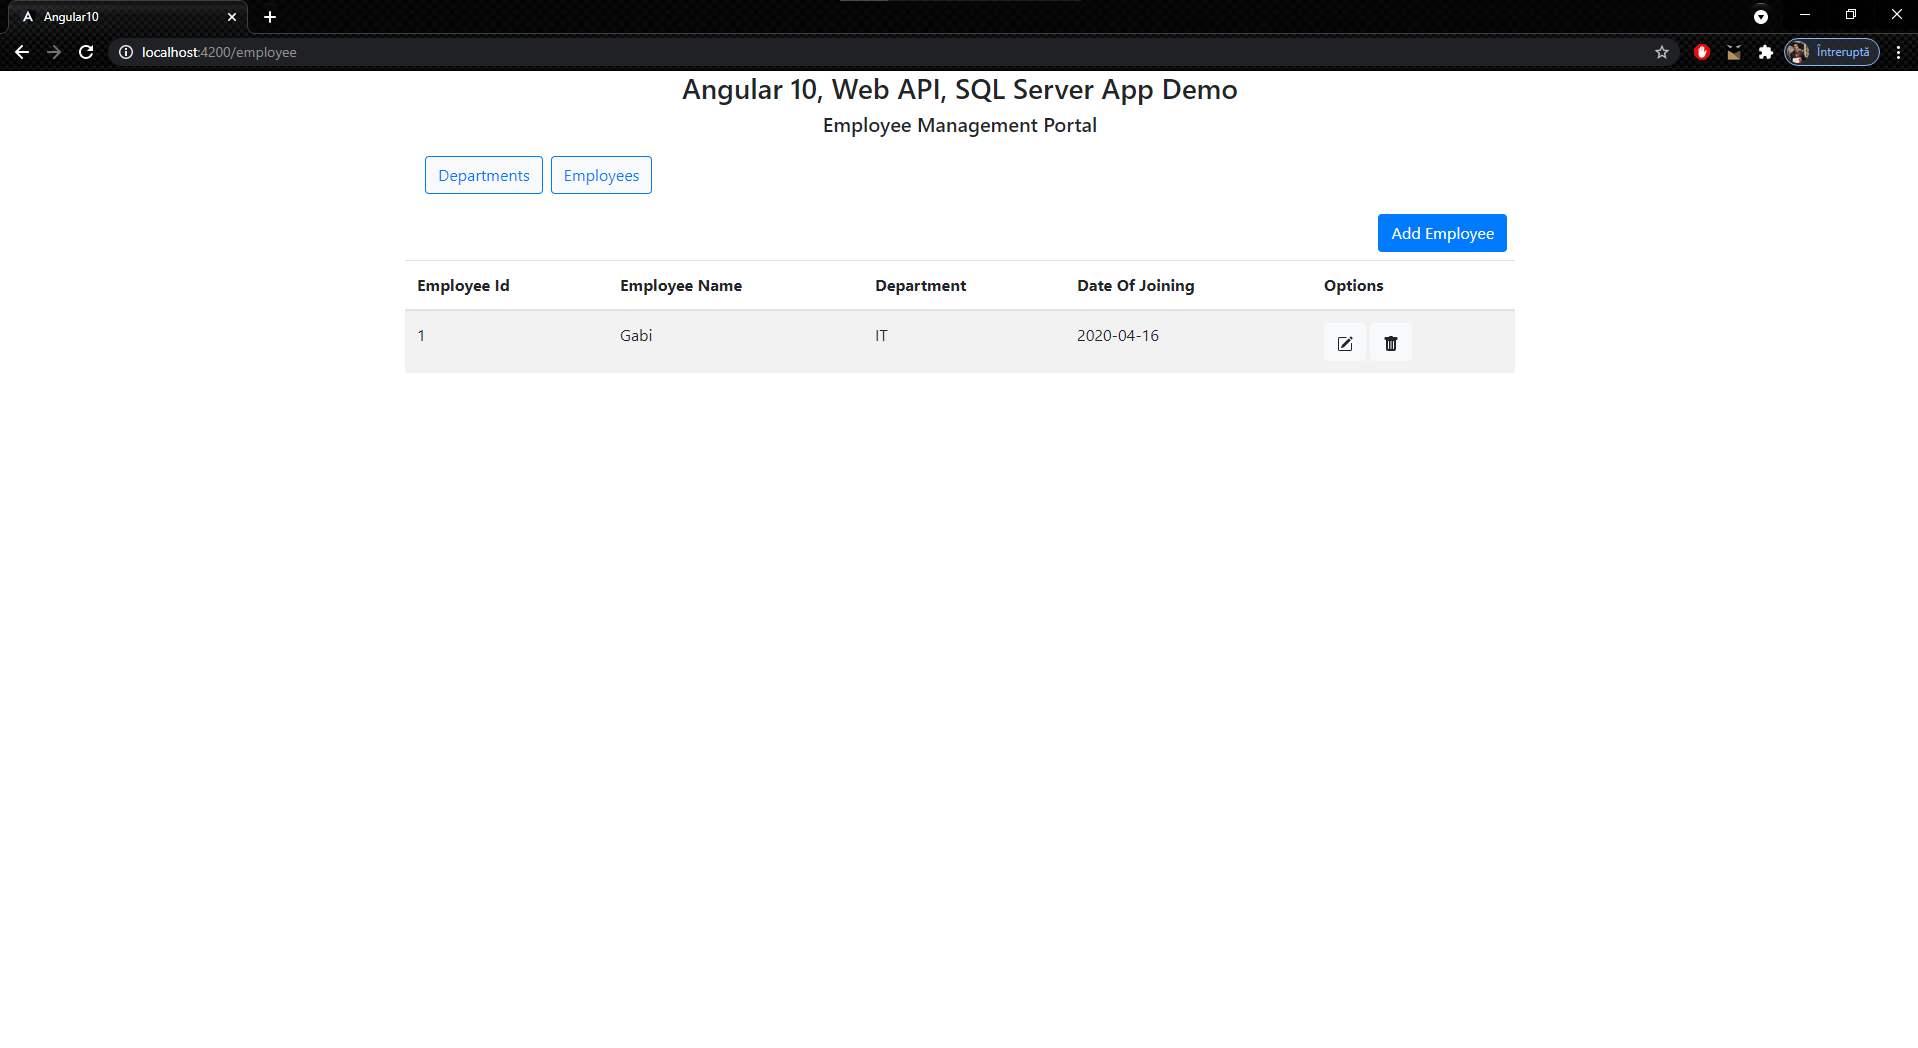 Angular10
localhost:4200/employee
Întreruptă
Angular 10, Web API, SQL Server App Demo
Employee Management Portal
Departments Employees
Add Employee
Employee Id Employee Name Department Date Of Joining Options
1 Gabi IT 2020-04-16